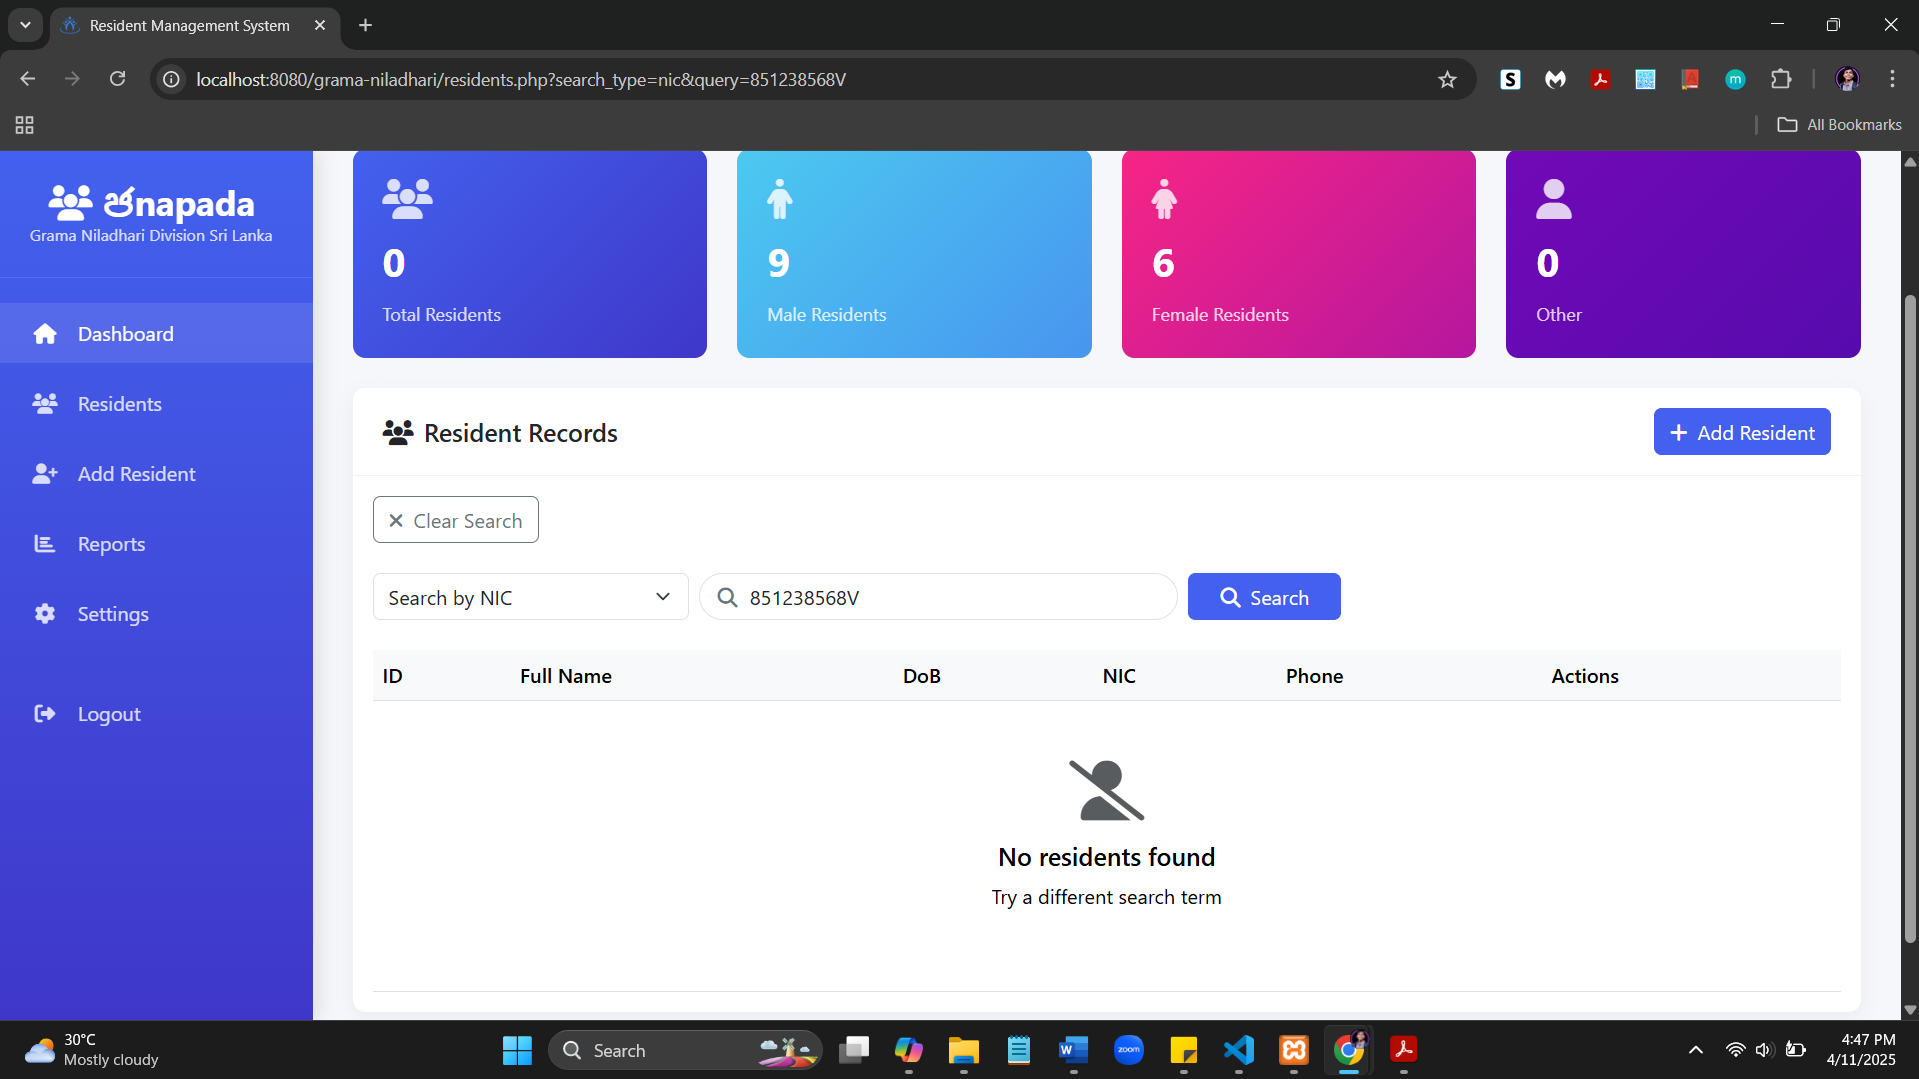 Resident Management System
localhost:8080/grama-niladhari/residents.php?search_type=nic&query=851238568V
All Bookmarks
ජnapada
Grama Niladhari Division Sri Lanka
Dashboard
Residents
Add Resident
Reports
Settings
Logout
0
Total Residents
9
Male Residents
6
Female Residents
0
Other
Resident Records
Add Resident
Clear Search
Search by NIC
851238568V
Search
ID Full Name DoB NIC Phone Actions
No residents found
Try a different search term
30°C
Mostly cloudy
Search
zoom
4:47 PM
4/11/2025